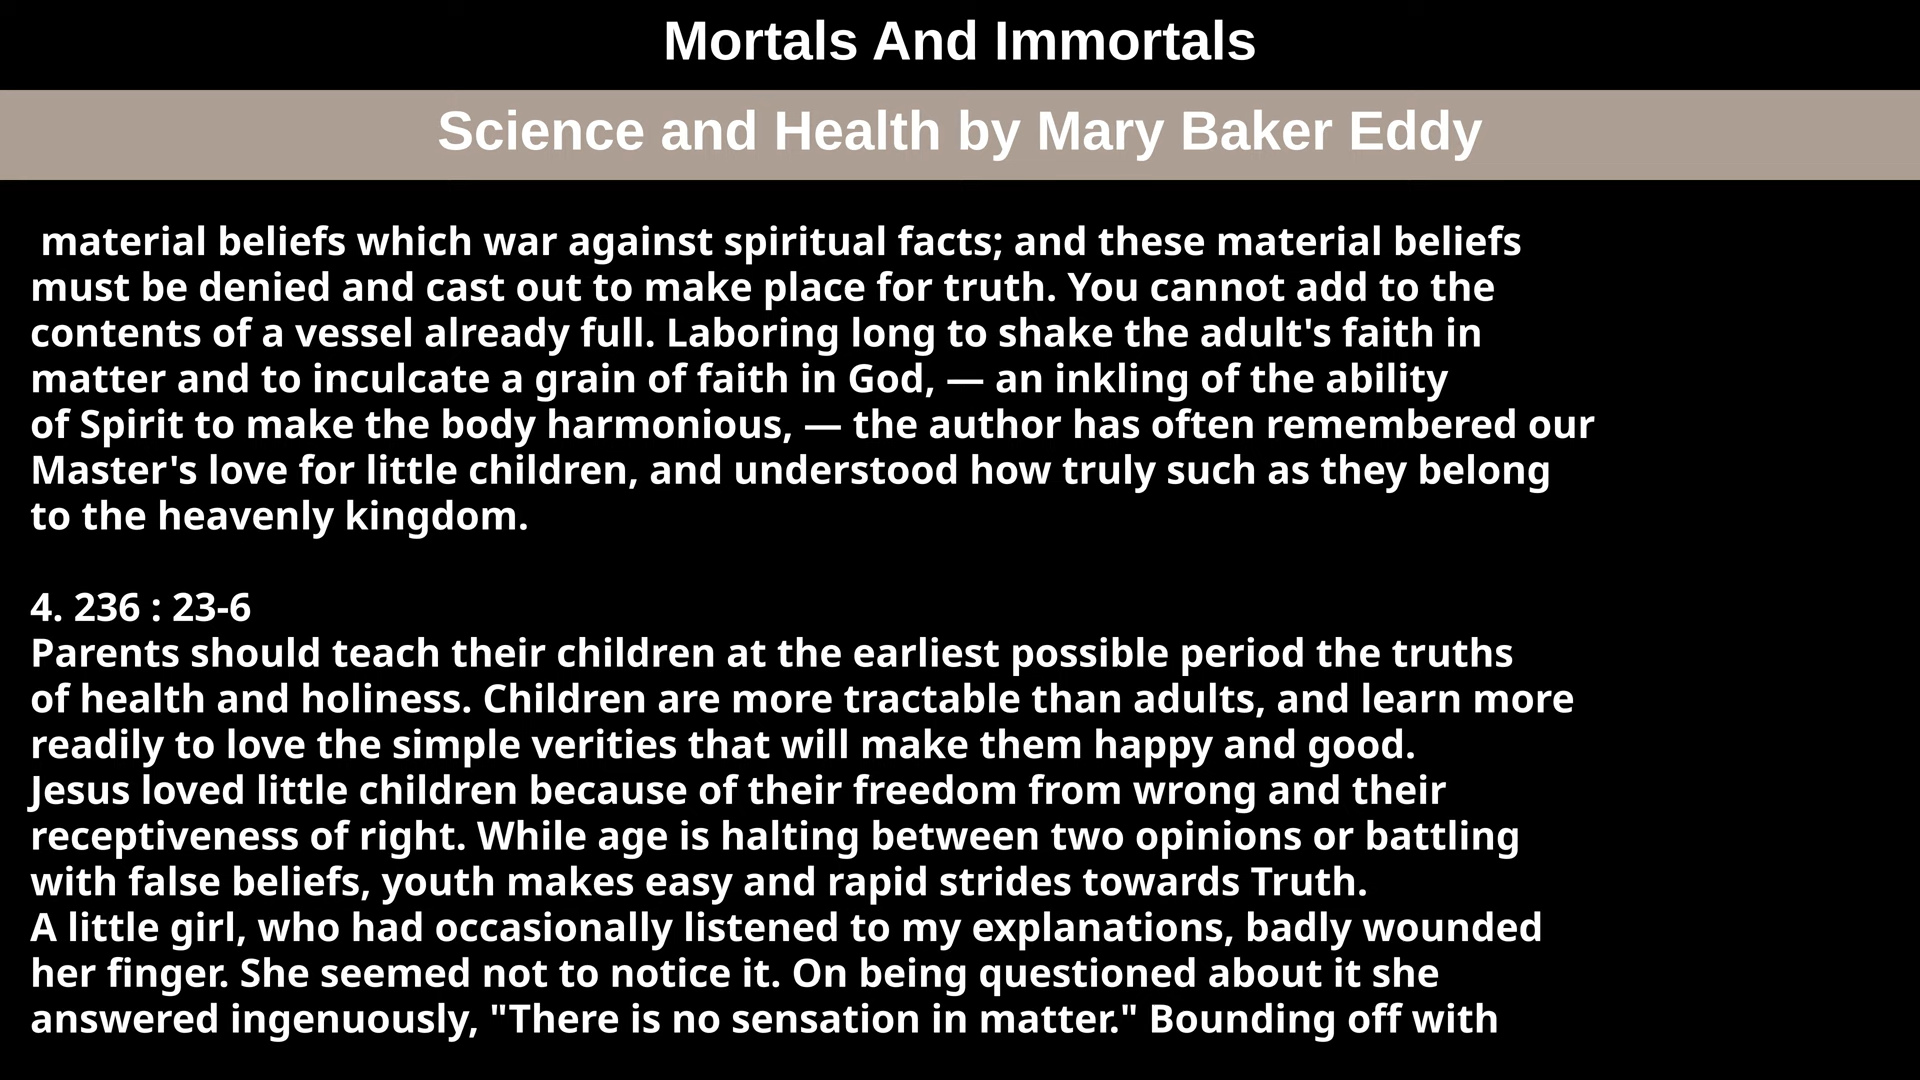 Mortals And Immortals
Science and Health by Mary Baker Eddy
material beliefs which war against spiritual facts; and these material beliefs
must be denied and cast out to make place for truth. You cannot add to the
contents of a vessel already full. Laboring long to shake the adult's faith in
matter and to inculcate a grain of faith in God, — an inkling of the ability
of Spirit to make the body harmonious, — the author has often remembered our
Master's love for little children, and understood how truly such as they belong
to the heavenly kingdom.
4. 236 : 23-6
Parents should teach their children at the earliest possible period the truths
of health and holiness. Children are more tractable than adults, and learn more
readily to love the simple verities that will make them happy and good.
Jesus loved little children because of their freedom from wrong and their
receptiveness of right. While age is halting between two opinions or battling
with false beliefs, youth makes easy and rapid strides towards Truth.
A little girl, who had occasionally listened to my explanations, badly wounded
her finger. She seemed not to notice it. On being questioned about it she
answered ingenuously, "There is no sensation in matter." Bounding off with